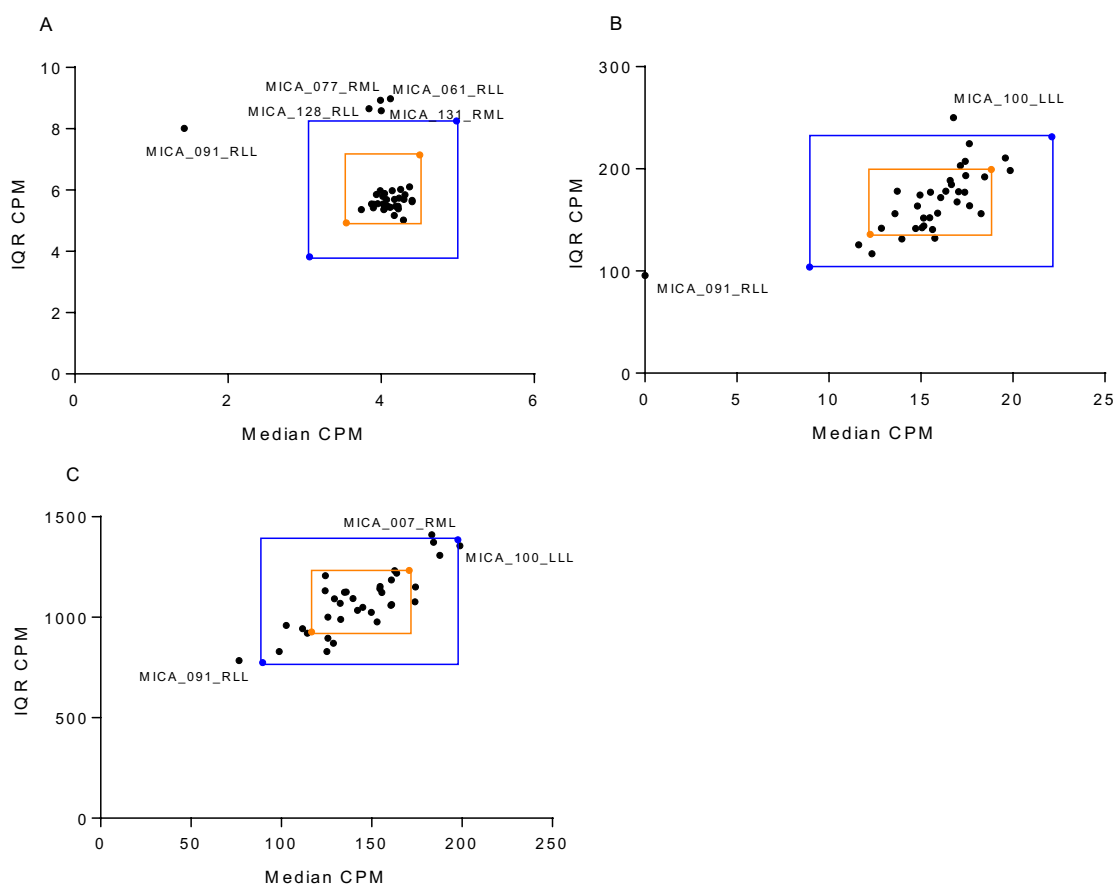 A
10
8
6
4
2
0
IQR CPM
MICA_077_RML
MICA_061_RLL
MICA_128_RLL
MICA_131_RML
MICA_091_RLL
0 2 4 6
Median CPM
B
300
200
100
0
IQR CPM
MICA_100_LLL
MICA_091_RLL
0 5 10 15 20 25
Median CPM
C
1500
1000
500
0
IQR CPM
MICA_007_RML
MICA_100_LLL
MICA_091_RLL
0 50 100 150 200 250
Median CPM